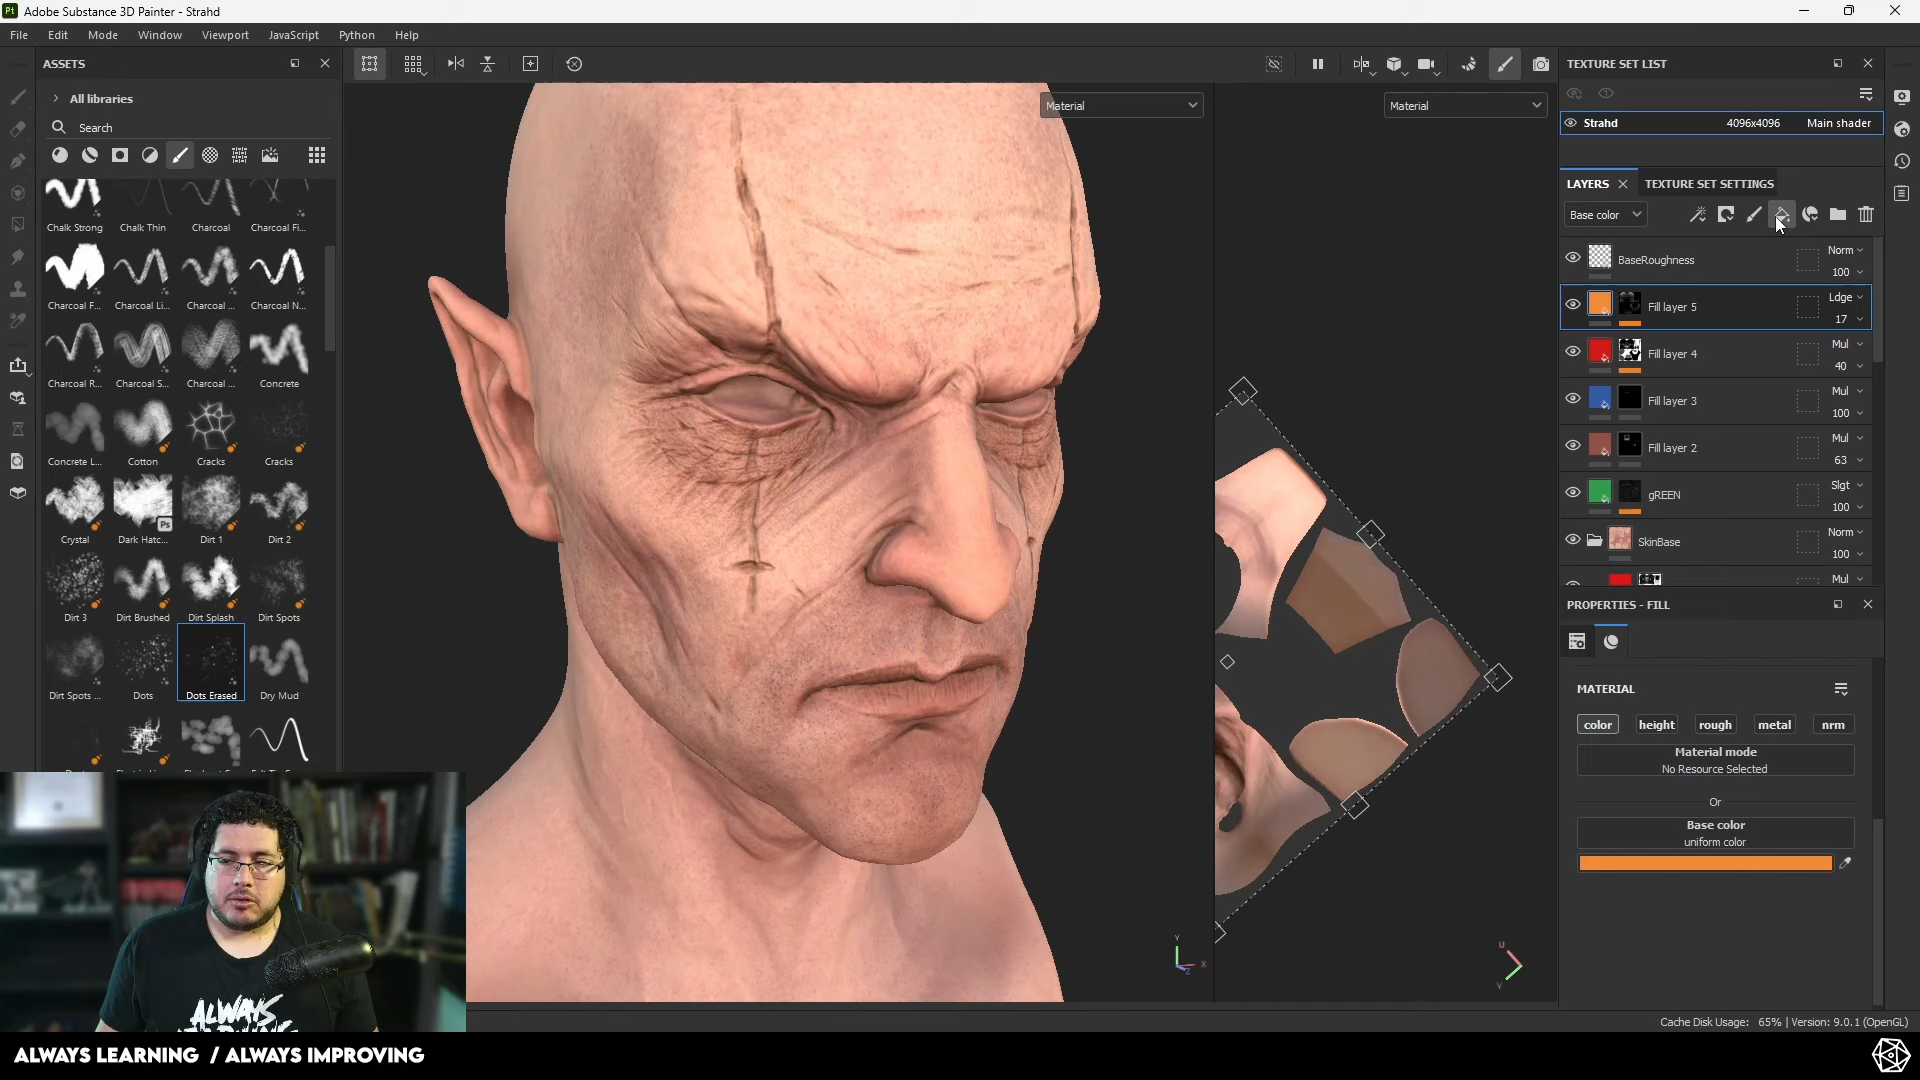 Pt Adobe Substance 3D Painter - Strahd
File Edit Mode Window Viewport JavaScript Python Help
ASSETS
All libraries
Search
Chalk Strong Chalk Thin Charcoal Charcoal Fi...
Charcoal F... Charcoal Li... Charcoal ... Charcoal N...
Charcoal R... Charcoal S... Charcoal ... Concrete
Concrete L... Cotton Cracks Cracks
Ps
Crystal Dark Hatc... Dirt 1 Dirt 2
Dirt 3 Dirt Brushed Dirt Splash Dirt Spots
Dirt Spots ... Dots Dots Erased Dry Mud
Material
Material
Y
X
Z
U
V
TEXTURE SET LIST
Strahd 4096x4096 Main shader
LAYERS TEXTURE SET SETTINGS
Base color
BaseRoughness Norm
100
Fill layer 5 Ldge
17
Fill layer 4 Mul
40
Fill layer 3 Mul
100
Fill layer 2 Mul
63
gREEN Slgt
100
SkinBase Norm
100
Mul
PROPERTIES - FILL
MATERIAL
color height rough metal nrm
Material mode
No Resource Selected
Or
Base color
uniform color
Cache Disk Usage: 65% | Version: 9.0.1 (OpenGL)
ALWAYS
ALWAYS LEARNING / ALWAYS IMPROVING